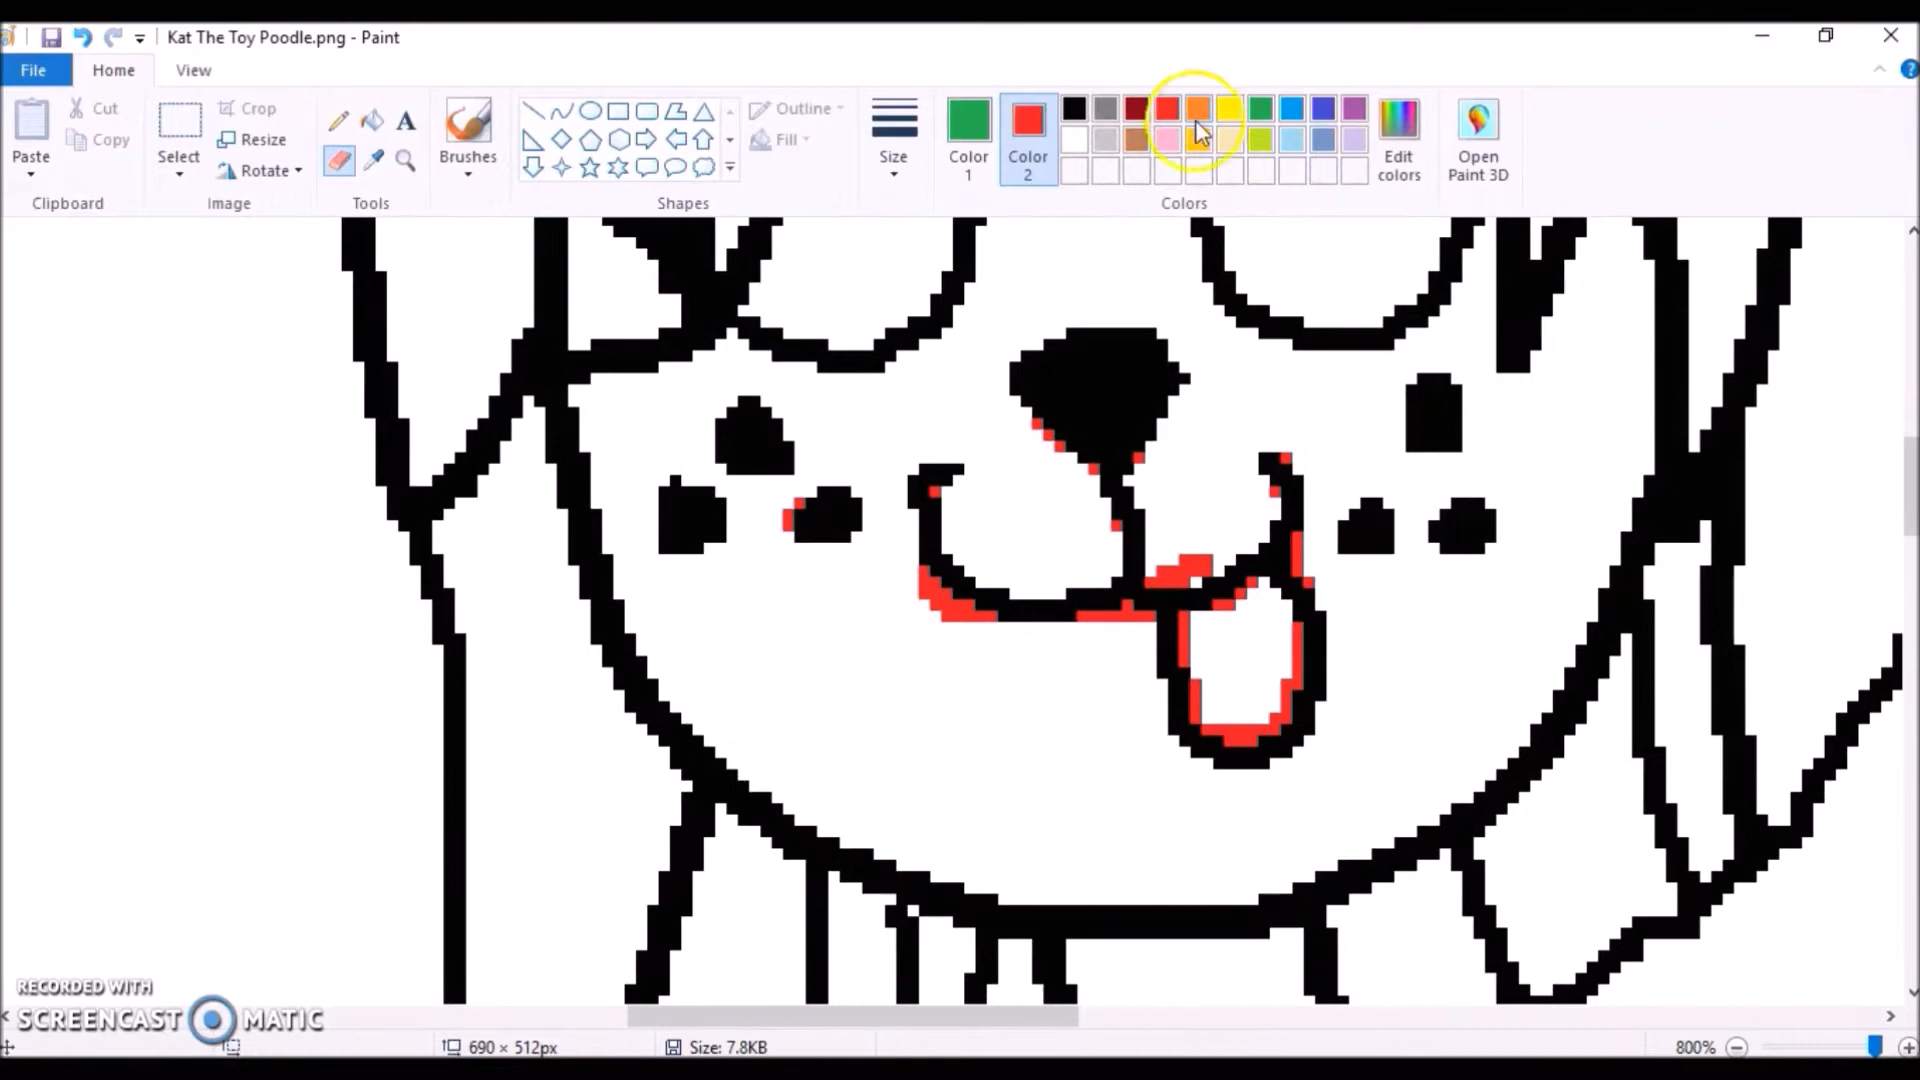 Kat The Toy Poodle.png - Paint
File Home View
Paste
Cut
Copy
Clipboard
Select
Crop
Resize
Rotate
Image
A
Tools
Brushes
Outline
Fill
Shapes
Size
Color
1
Color
2
Edit
colors
Colors
Open
Paint 3D
RECORDED WITH
SCREENCAST MATIC
690 × 512px
Size: 7.8KB
800%